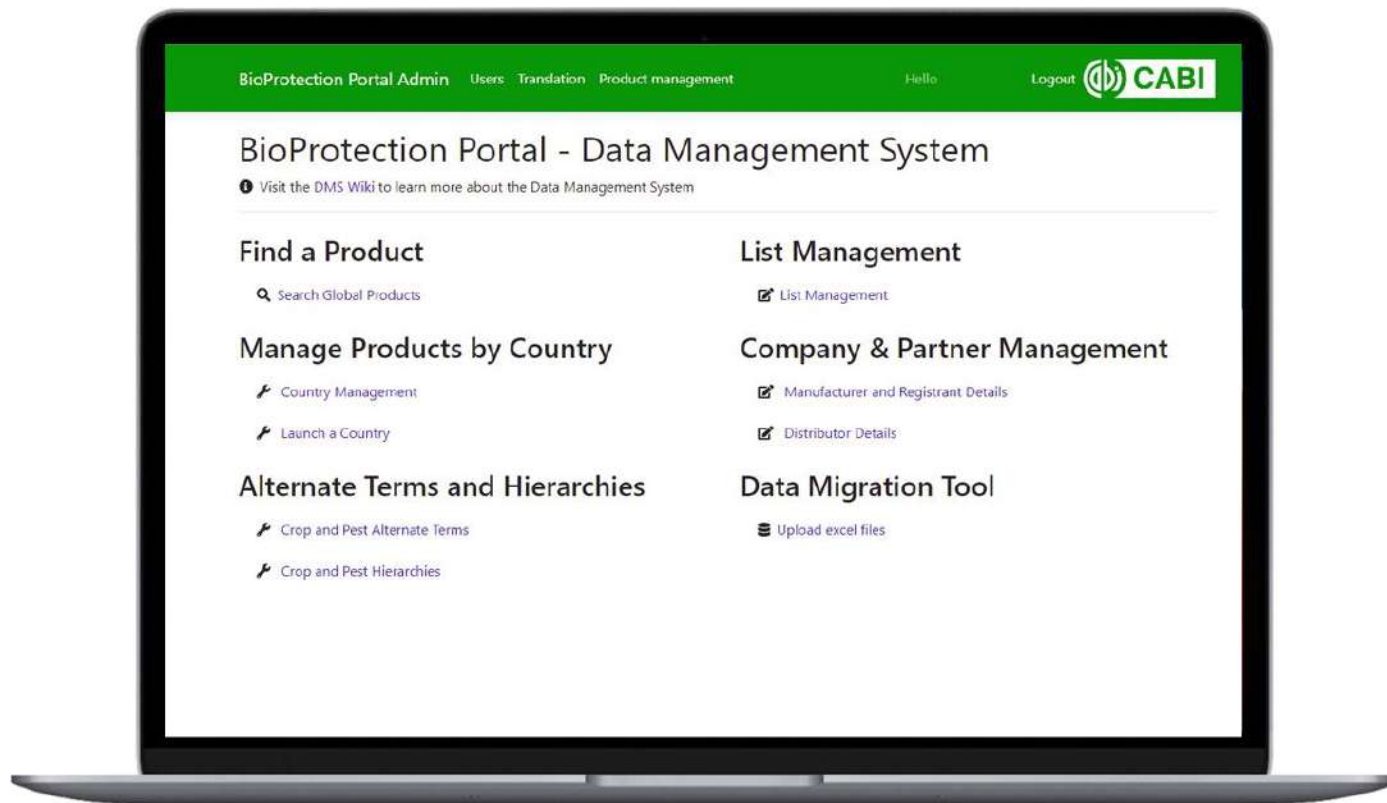 BioProtection Portal Admin Users Translation Product management Hello Logout CABI
BioProtection Portal - Data Management System
Visit the DMS Wiki to learn more about the Data Management System
Find a Product
Search Global Products
Manage Products by Country
Country Management
Launch a Country
Alternate Terms and Hierarchies
Crop and Pest Alternate Terms
Crop and Pest Hierarchies
List Management
List Management
Company & Partner Management
Manufacturer and Registrant Details
Distributor Details
Data Migration Tool
Upload excel files